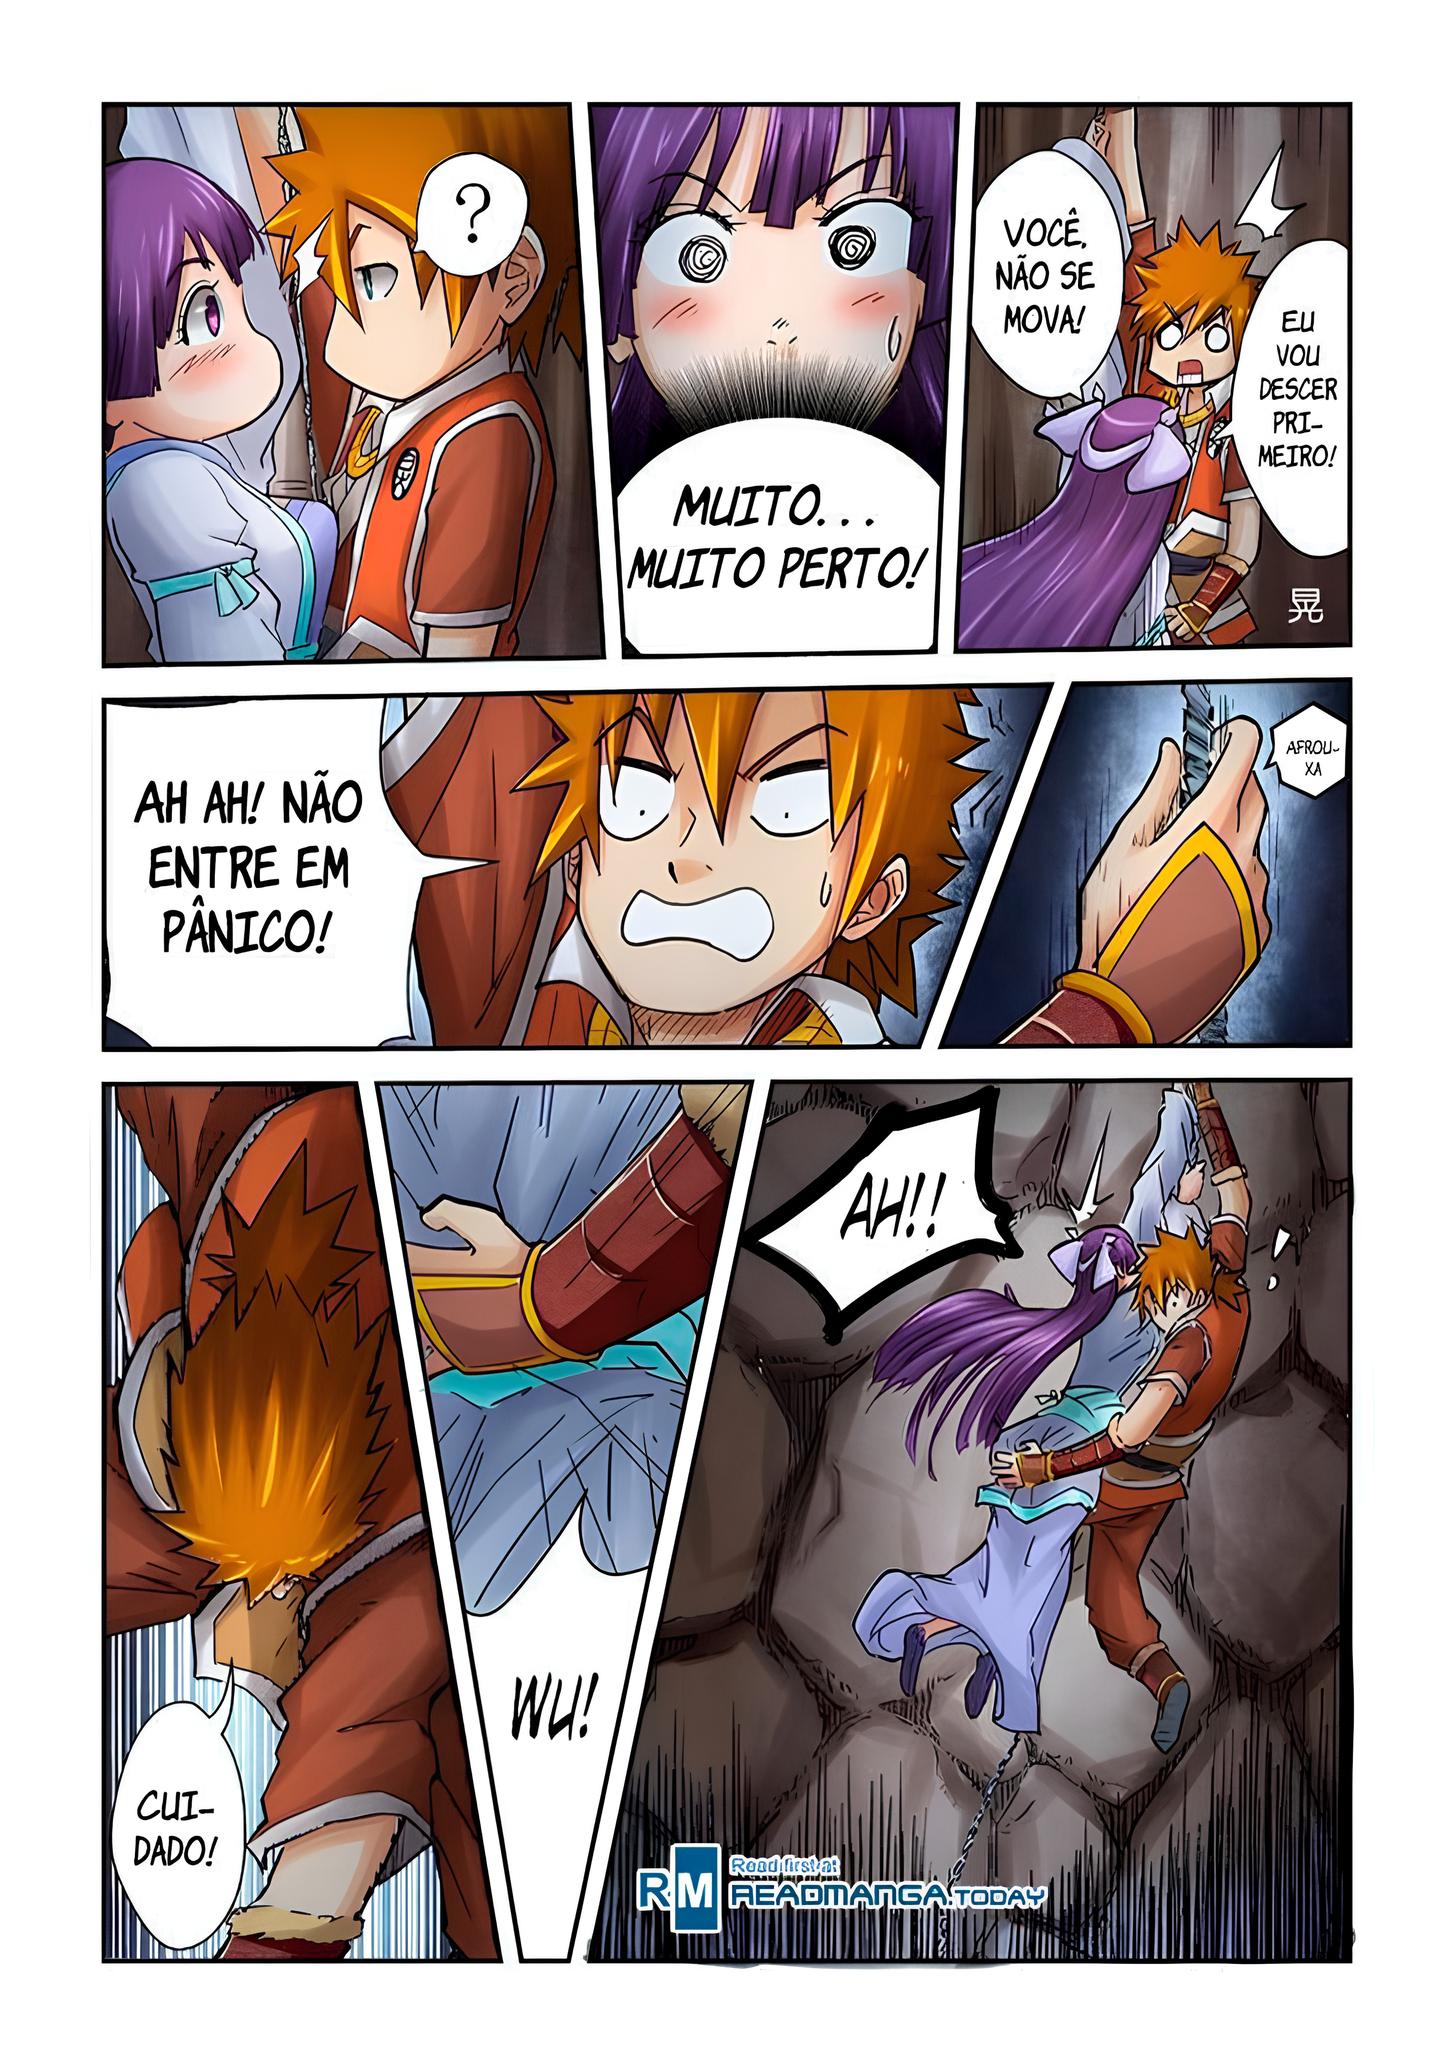 ?
MUITO...
MUITO PERTO!
VOCÊ,
NÃO SE
MOVA!
EU
VOU
DESCER
PRI-
MEIRO!
晃
AH AH! NÃO
ENTRE EM
PÂNICO!
AFROU-
XA
CUI-
DADO!
WU!
AH!!
RM
Read first at
READMANGA.TODAY